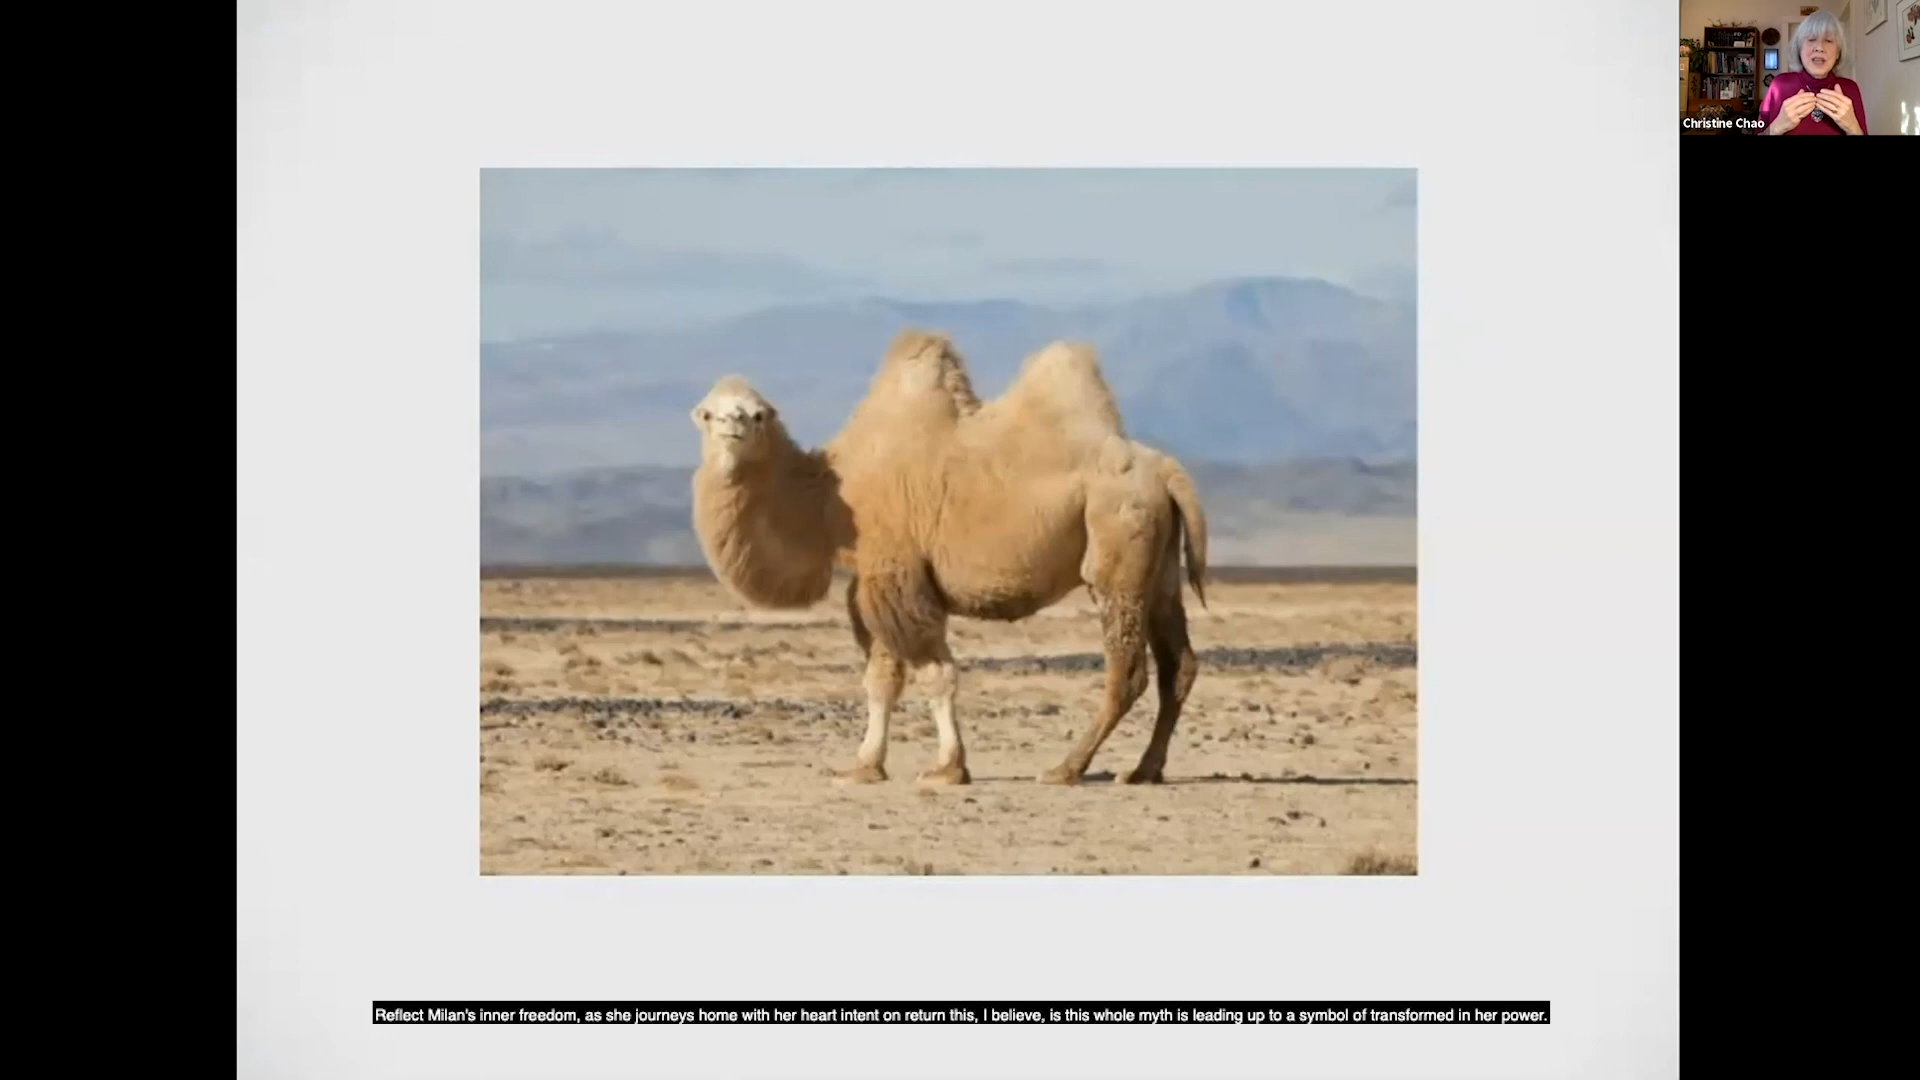 Christine Chao
Reflect Milan's inner freedom, as she journeys home with her heart intent on return this, I believe, is this whole myth is leading up to a symbol of transformed in her power.